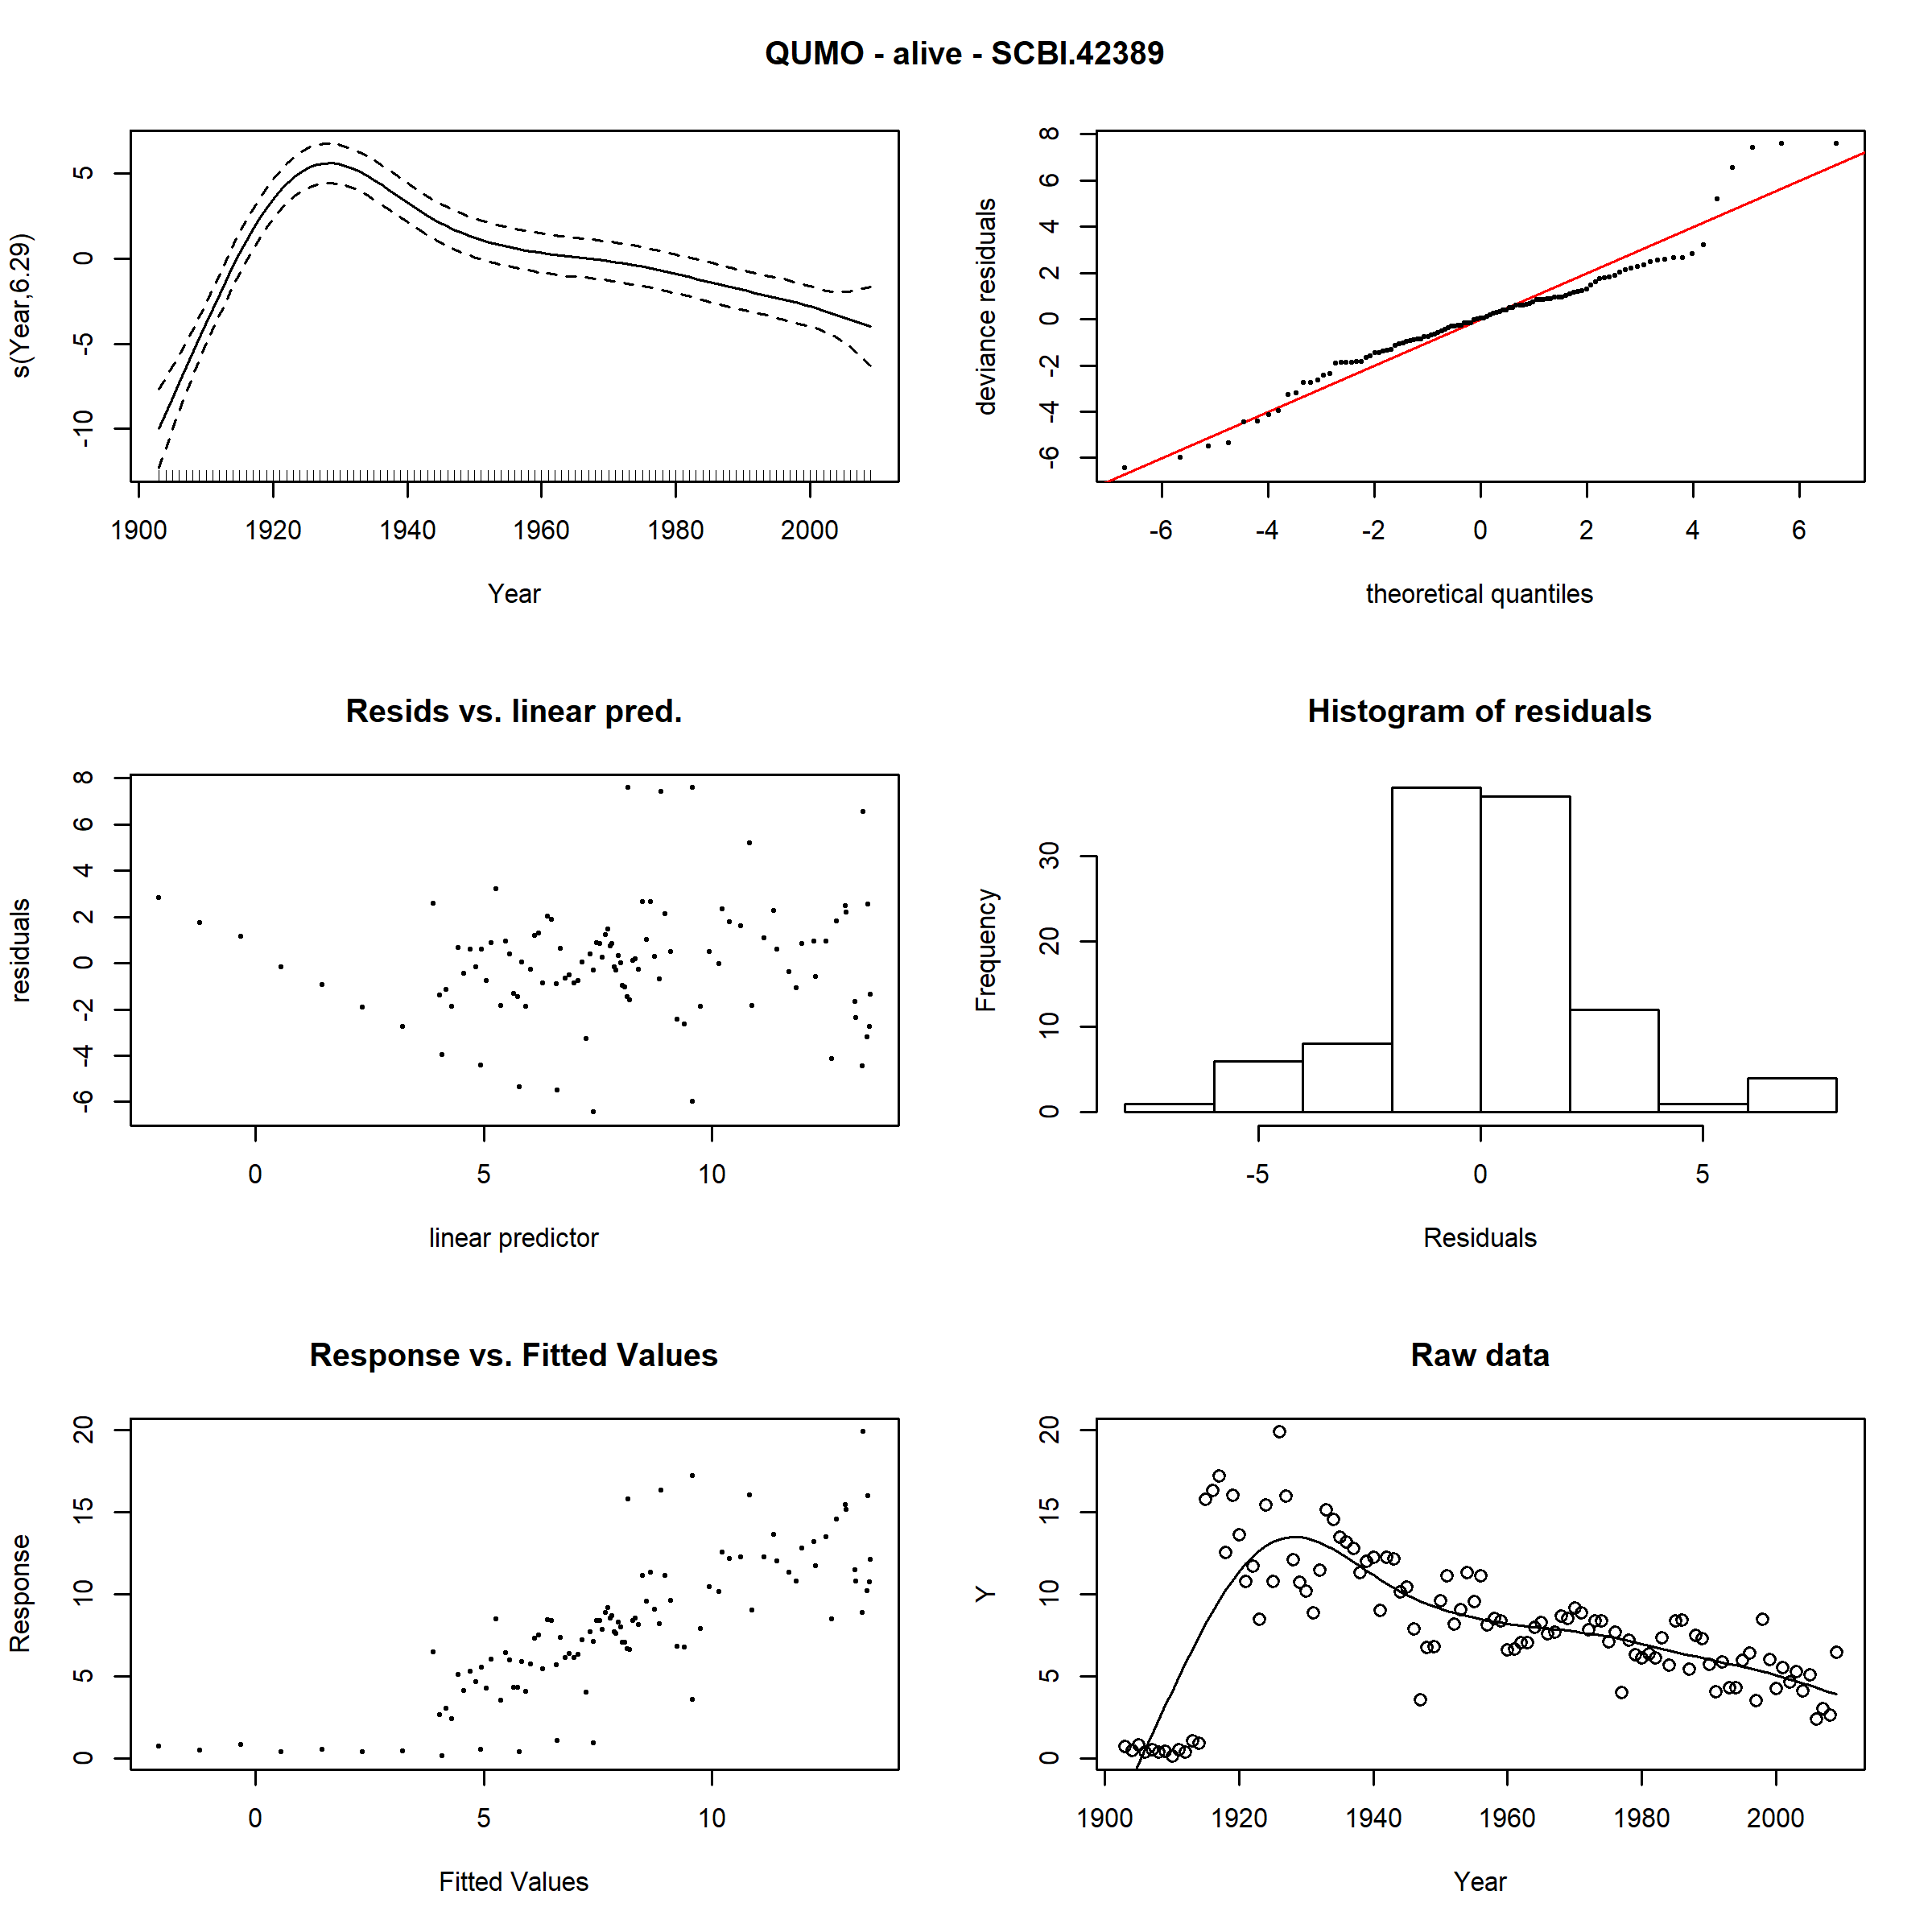 QUMO - alive - SCBI.42389
s(Year,6.29)
5
0
-5
-10
1900 1920 1940 1960 1980 2000
Year
deviance residuals
8
6
4
2
0
-2
-4
-6
-6 -4 -2 0 2 4 6
theoretical quantiles
Resids vs. linear pred.
residuals
8
6
4
2
0
-2
-4
-6
0 5 10
linear predictor
Histogram of residuals
Frequency
30
20
10
0
-5 0 5
Residuals
Response vs. Fitted Values
Response
20
15
10
5
0
0 5 10
Fitted Values
Raw data
Y
20
15
10
5
0
1900 1920 1940 1960 1980 2000
Year